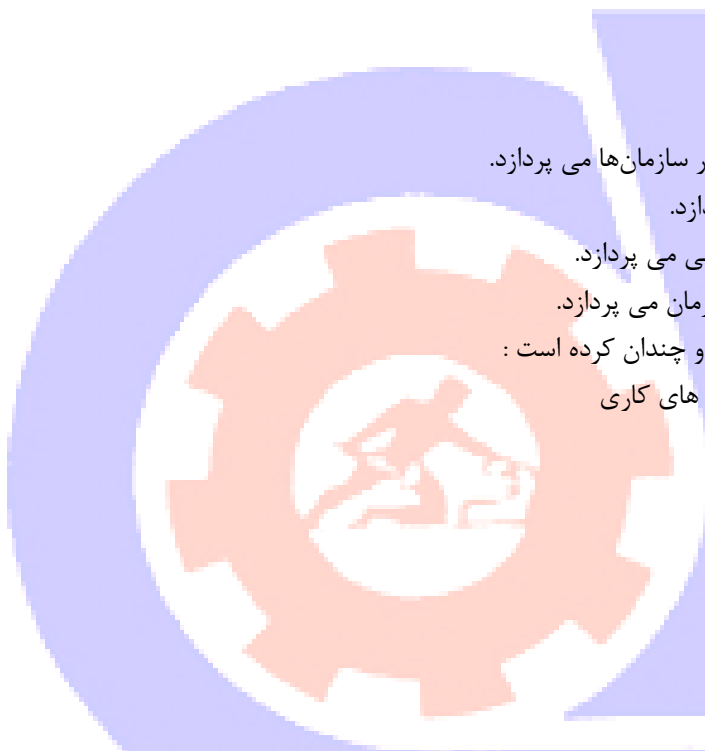 ر سازمان‌ها می پردازد.
دازد.
ی می پردازد.
زمان می پردازد.
و چندان کرده است :
های کاری